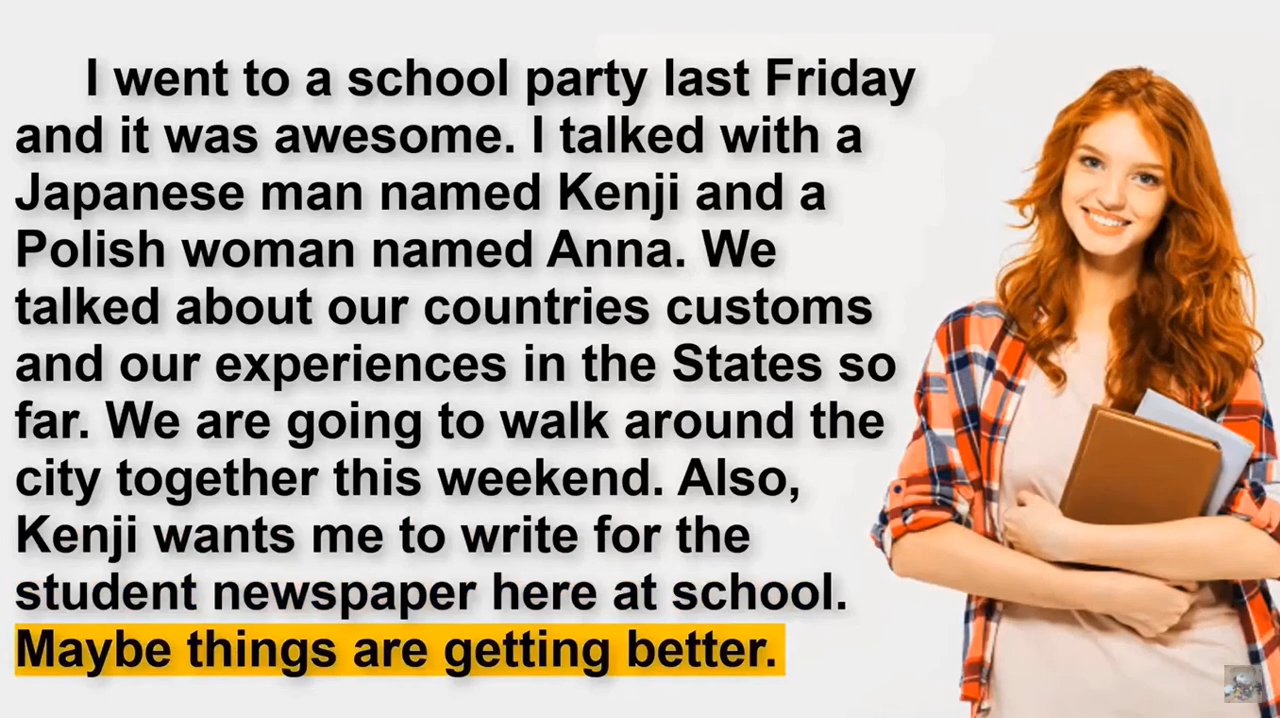 I went to a school party last Friday
and it was awesome. I talked with a
Japanese man named Kenji and a
Polish woman named Anna. We
talked about our countries customs
and our experiences in the States so
far. We are going to walk around the
city together this weekend. Also,
Kenji wants me to write for the
student newspaper here at school.
Maybe things are getting better.